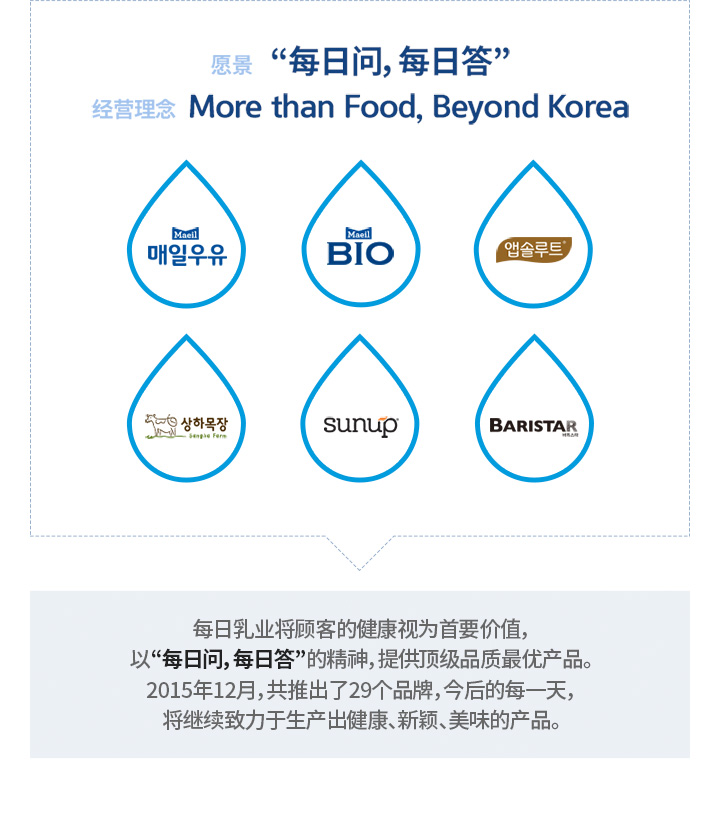 愿景 “每日问，每日答”
经营理念 More than Food, Beyond Korea
Maeil
매일우유
Maeil
BIO
앱솔루트
상하목장
Sangha Farm
sunup
BARISTAR
바리스타
每日乳业将顾客的健康视为首要价值，
以“每日问，每日答”的精神，提供顶级品质最优产品。
2015年12月，共推出了29个品牌，今后的每一天，
将继续致力于生产出健康、新颖、美味的产品。